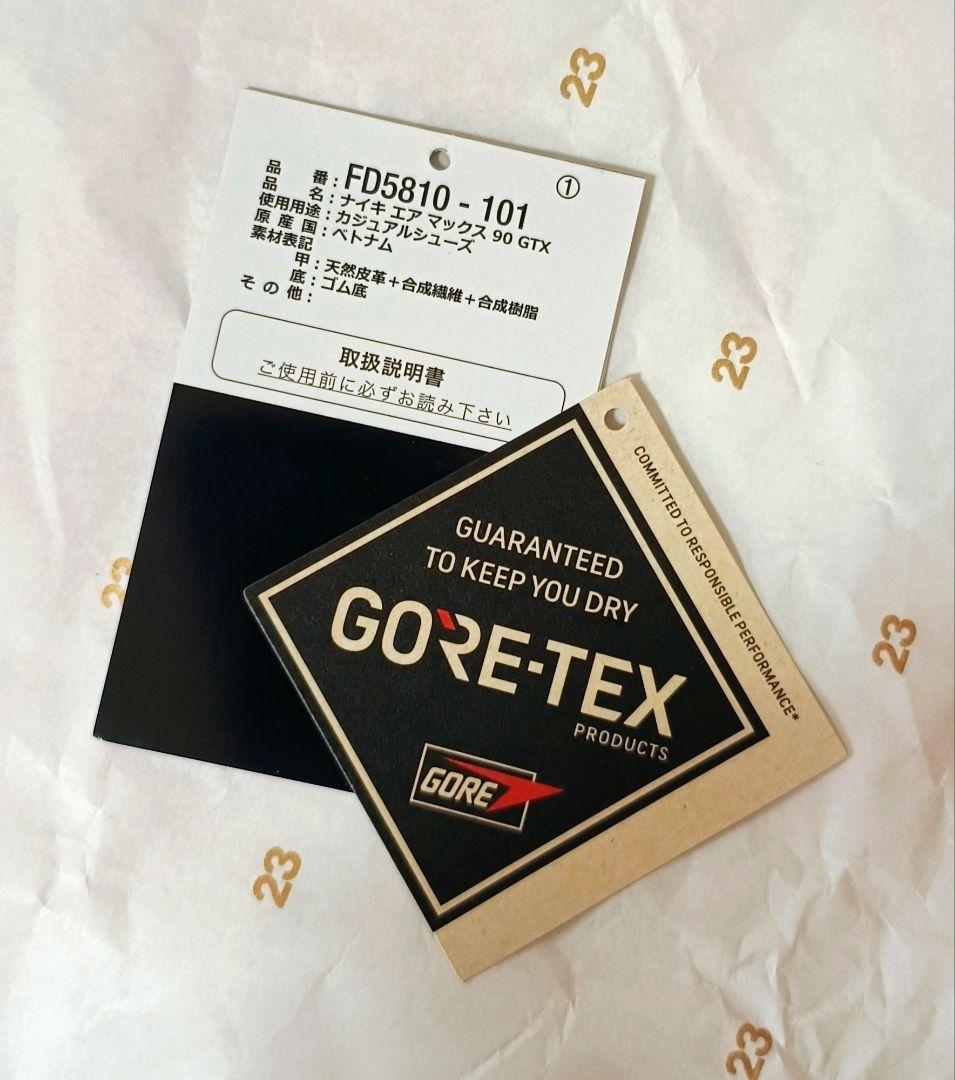 ①
品 番 : FD5810 - 101
品 名 : ナイキ エア マックス 90 GTX
使用用途 : カジュアルシューズ
原 産 国 : ベトナム
素材表記
甲 : 天然皮革＋合成繊維＋合成樹脂
底 : ゴム底
そ の 他 :
取扱説明書
ご使用前に必ずお読み下さい
COMMITTED TO RESPONSIBLE PERFORMANCE*
GUARANTEED
TO KEEP YOU DRY
GORE-TEX
PRODUCTS
GORE
23
23
23
23
23
23